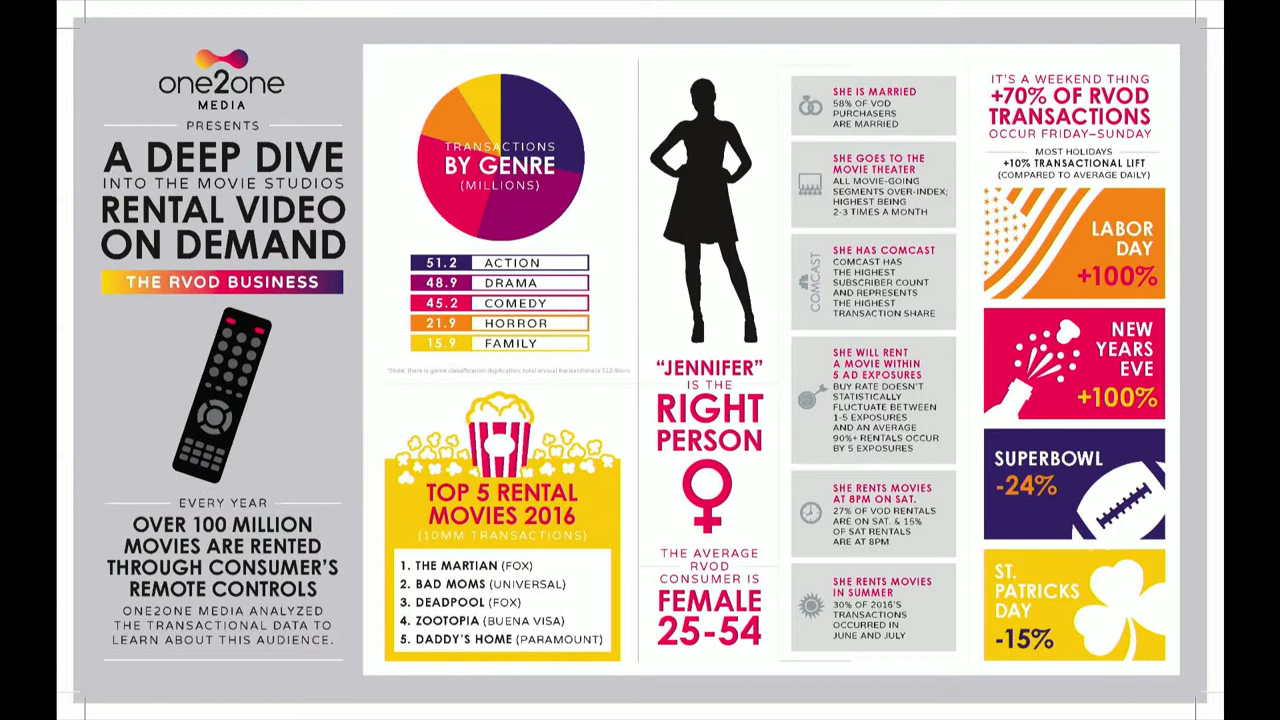 one2one
MEDIA
PRESENTS
A DEEP DIVE
INTO THE MOVIE STUDIOS
RENTAL VIDEO
ON DEMAND
THE RVOD BUSINESS
EVERY YEAR
OVER 100 MILLION
MOVIES ARE RENTED
THROUGH CONSUMER'S
REMOTE CONTROLS
ONE2ONE MEDIA ANALYZED
THE TRANSACTIONAL DATA TO
LEARN ABOUT THIS AUDIENCE.
TRANSACTIONS
BY GENRE
(MILLIONS)
51.2 ACTION
48.9 DRAMA
45.2 COMEDY
21.9 HORROR
15.9 FAMILY
*Note: there is genre classification duplication, total annual transactions is 112.9mm
TOP 5 RENTAL
MOVIES 2016
(10MM TRANSACTIONS)
1. THE MARTIAN (FOX)
2. BAD MOMS (UNIVERSAL)
3. DEADPOOL (FOX)
4. ZOOTOPIA (BUENA VISA)
5. DADDY'S HOME (PARAMOUNT)
"JENNIFER"
IS THE
RIGHT
PERSON
THE AVERAGE
RVOD
CONSUMER IS
FEMALE
25-54
SHE IS MARRIED
58% OF VOD
PURCHASERS
ARE MARRIED
SHE GOES TO THE
MOVIE THEATER
ALL MOVIE-GOING
SEGMENTS OVER-INDEX;
HIGHEST BEING
2-3 TIMES A MONTH
COMCAST
SHE HAS COMCAST
COMCAST HAS
THE HIGHEST
SUBSCRIBER COUNT
AND REPRESENTS
THE HIGHEST
TRANSACTION SHARE
SHE WILL RENT
A MOVIE WITHIN
5 AD EXPOSURES
BUY RATE DOESN'T
STATISTICALLY
FLUCTUATE BETWEEN
1-5 EXPOSURES
AND AN AVERAGE
90%+ RENTALS OCCUR
BY 5 EXPOSURES
SHE RENTS MOVIES
AT 8PM ON SAT.
27% OF VOD RENTALS
ARE ON SAT. & 15%
OF SAT RENTALS
ARE AT 8PM
SHE RENTS MOVIES
IN SUMMER
30% OF 2016'S
TRANSACTIONS
OCCURRED IN
JUNE AND JULY
IT'S A WEEKEND THING
+70% OF RVOD
TRANSACTIONS
OCCUR FRIDAY–SUNDAY
MOST HOLIDAYS
+10% TRANSACTIONAL LIFT
(COMPARED TO AVERAGE DAILY)
LABOR
DAY
+100%
NEW
YEARS
EVE
+100%
SUPERBOWL
-24%
ST.
PATRICKS
DAY
-15%